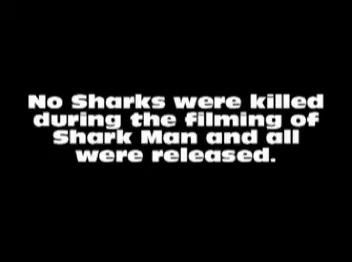 No Sharks were killed
during the filming of
Shark Man and all
were released.